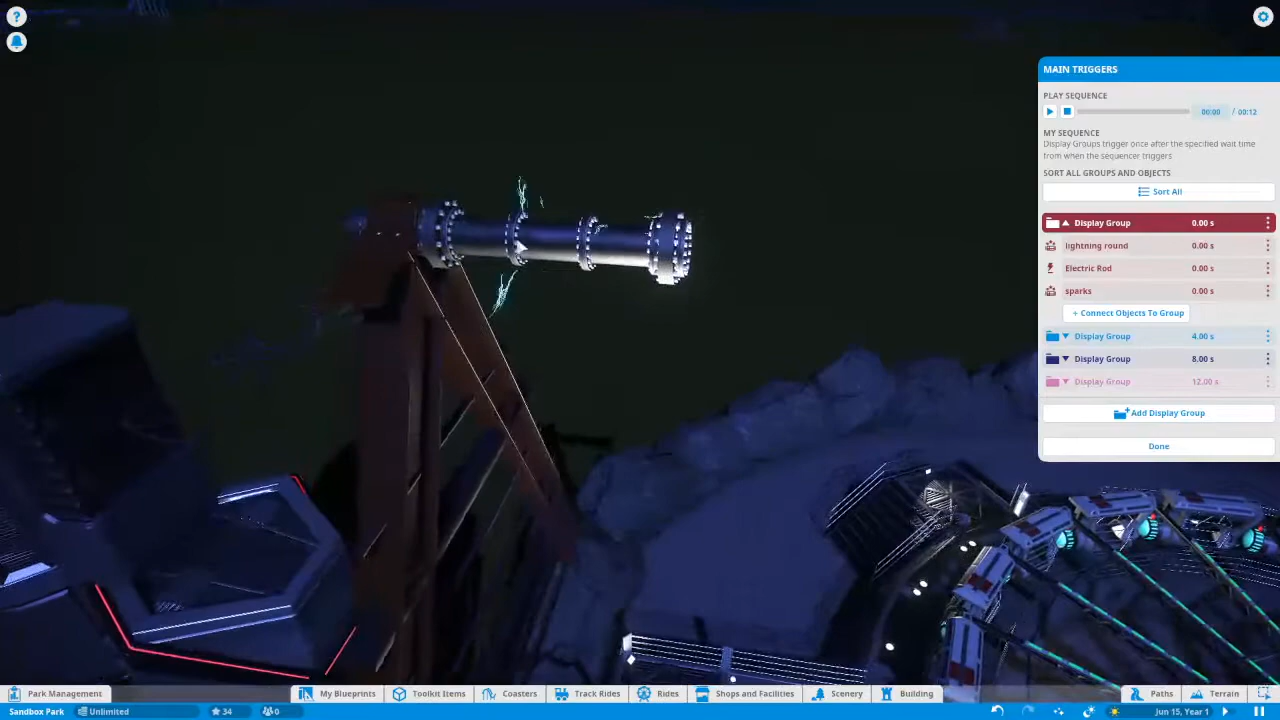 ?
MAIN TRIGGERS
PLAY SEQUENCE
00:00 / 00:12
MY SEQUENCE
Display Groups trigger once after the specified wait time
from when the sequencer triggers
SORT ALL GROUPS AND OBJECTS
Sort All
Display Group 0.00 s
lightning round 0.00 s
Electric Rod 0.00 s
sparks 0.00 s
+ Connect Objects To Group
Display Group 4.00 s
Display Group 8.00 s
Display Group 12.00 s
Add Display Group
Done
Park Management My Blueprints Toolkit Items Coasters Track Rides Rides Shops and Facilities Scenery Building Paths Terrain
Sandbox Park Unlimited 34 0 Jun 15, Year 1